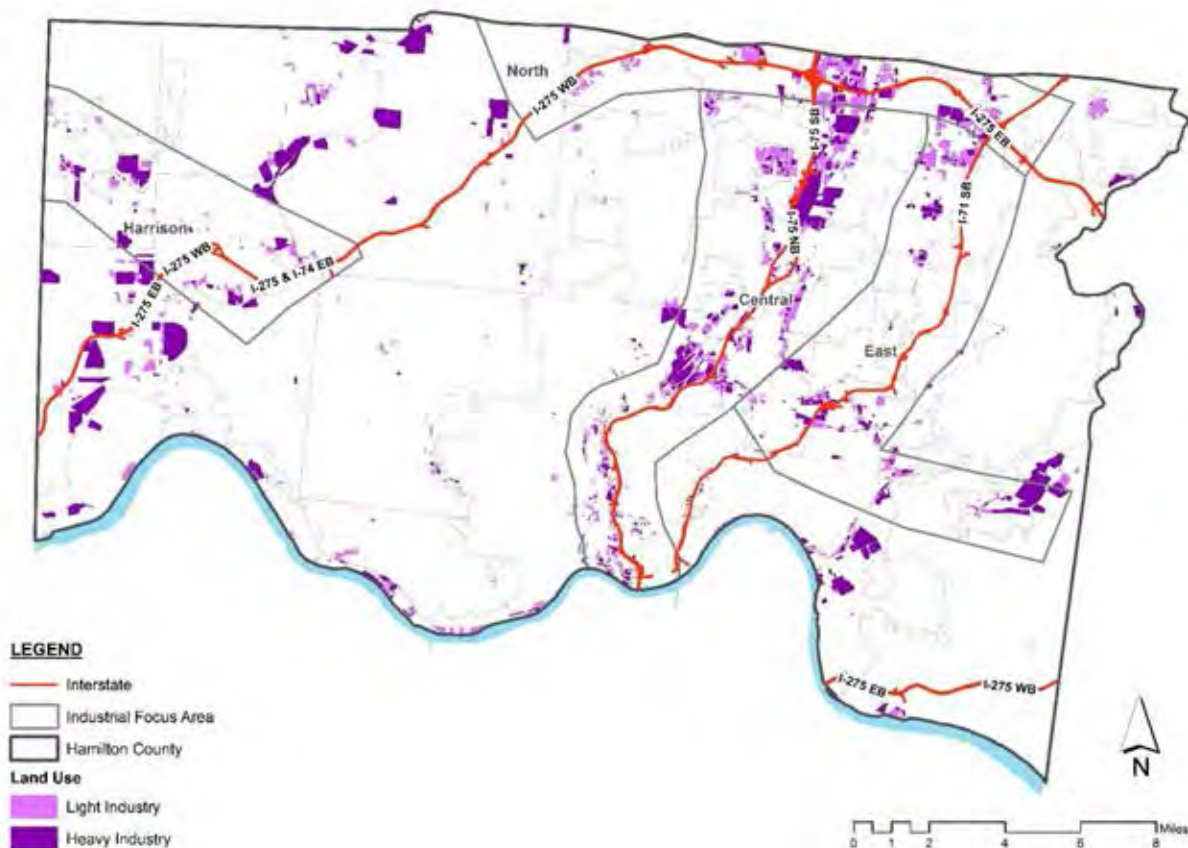 North
I-275 WB
I-75 SB
I-275 EB
I-71 SB
Harrison
I-275 WB
I-275 & I-74 EB
I-275 EB
I-75 NB
Central
East
I-275 EB
I-275 WB
LEGEND
Interstate
Industrial Focus Area
Hamilton County
Land Use
Light Industry
Heavy Industry
N
Miles
0 1 2 4 6 8